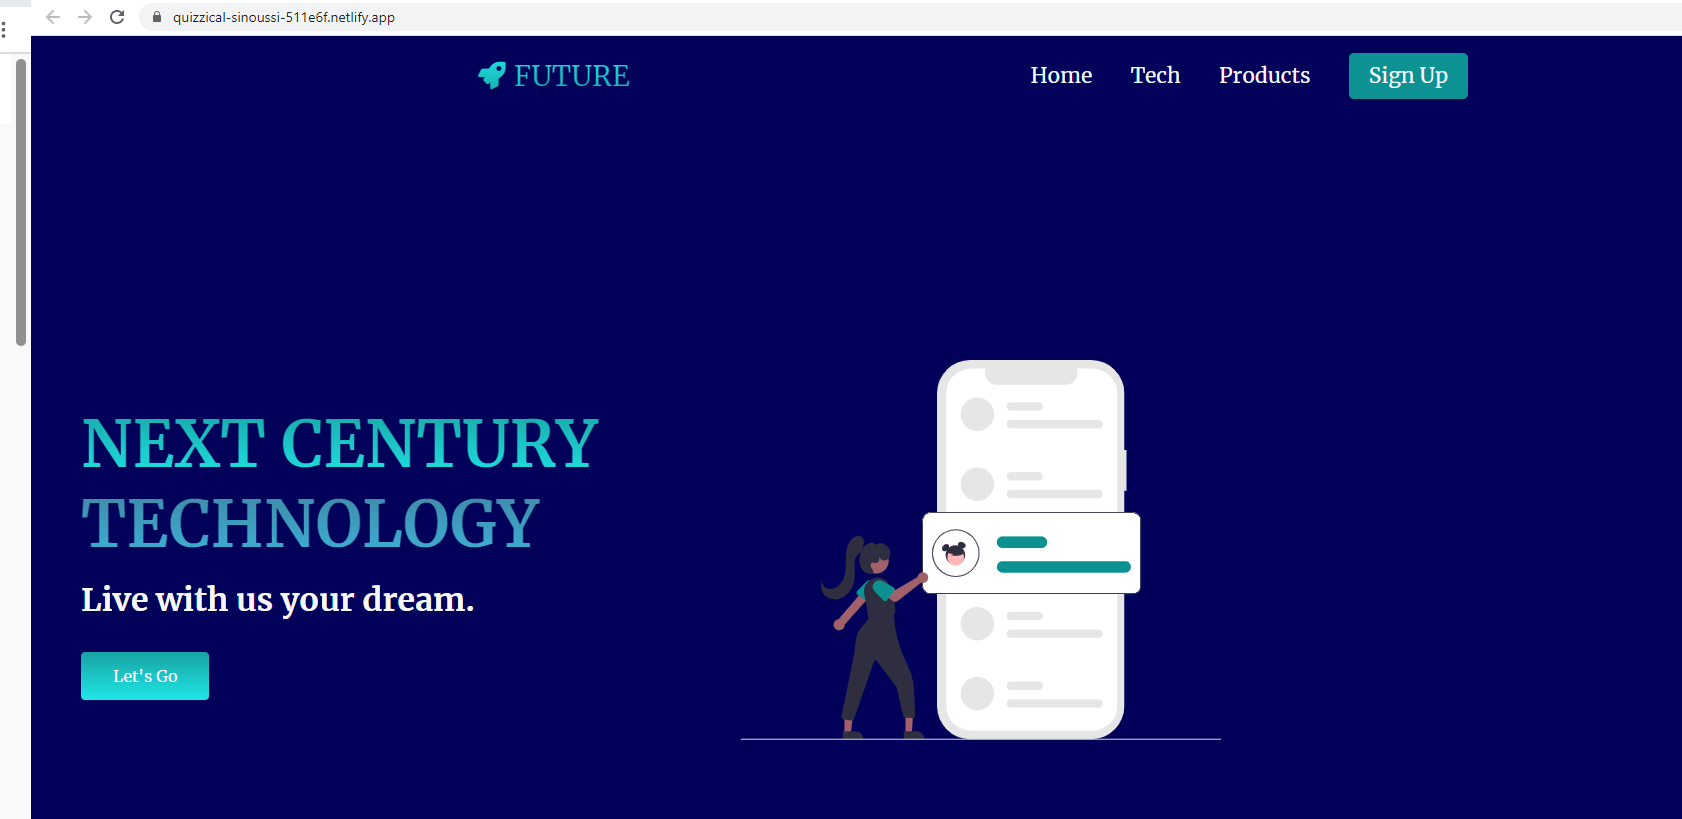 quizzical-sinoussi-511e6f.netlify.app
FUTURE
Home
Tech
Products
Sign Up
NEXT CENTURY
TECHNOLOGY
Live with us your dream.
Let's Go